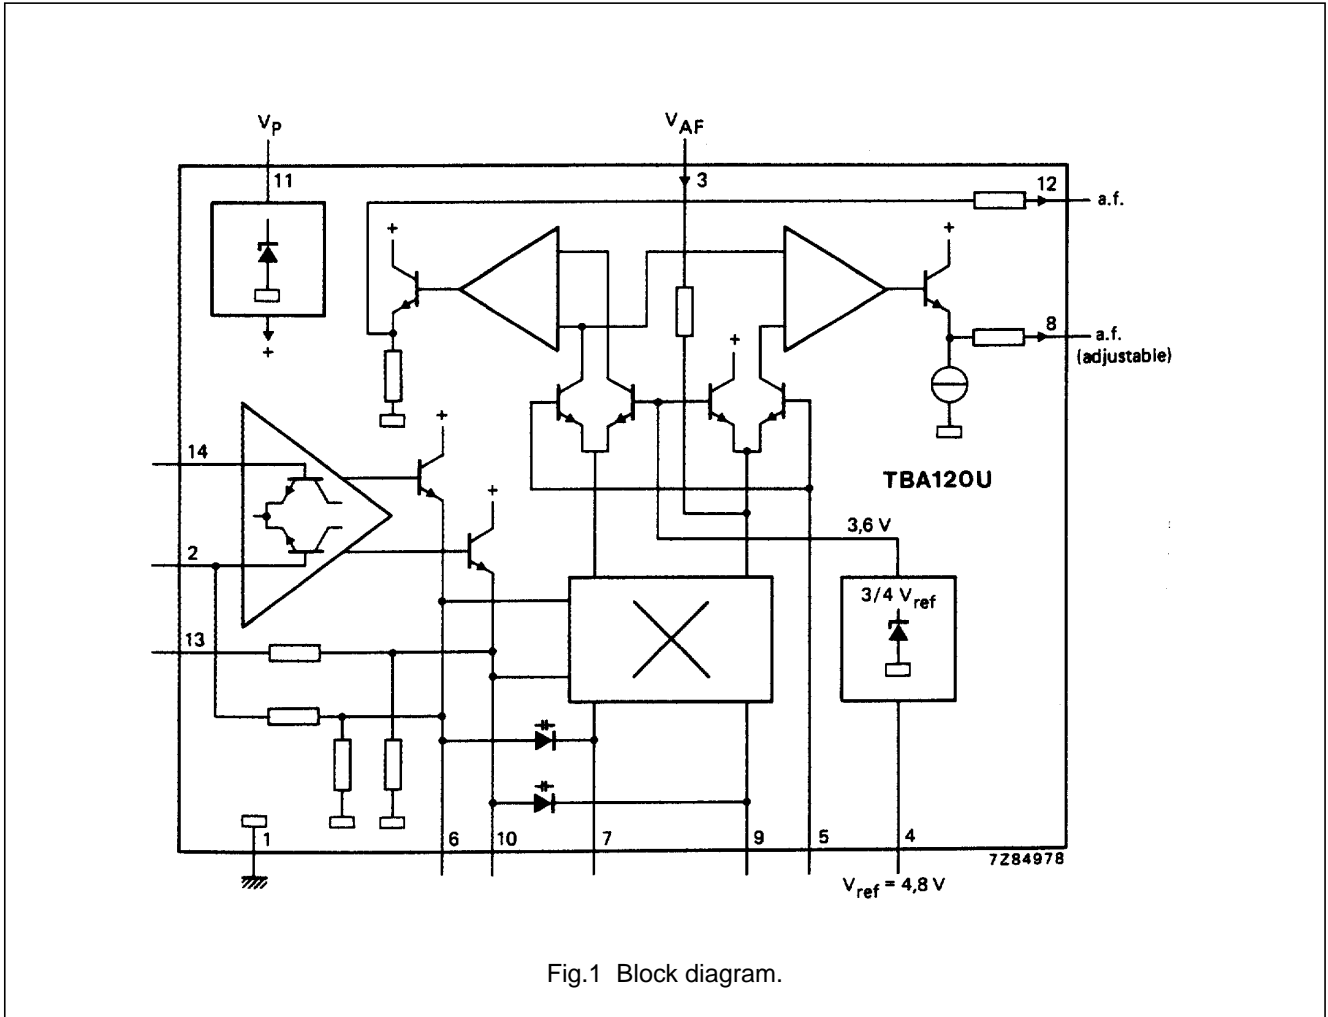 V_P
V_AF
11
3
12
a.f.
+
+
+
8
a.f.
(adjustable)
+
+
14
TBA120U
+
3,6 V
2
3/4 V_ref
13
1
6
10
7
9
5
4
7Z84978
V_ref = 4,8 V
Fig.1 Block diagram.